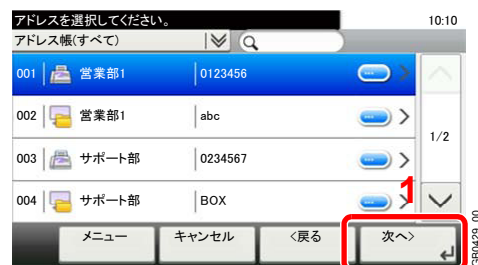 アドレスを選択してください。 10:10
アドレス帳(すべて)
001 営業部1 0123456
002 営業部1 abc
1/2
003 サポート部 0234567
004 サポート部 BOX
1
メニュー キャンセル <戻る 次へ>
GB0429_00